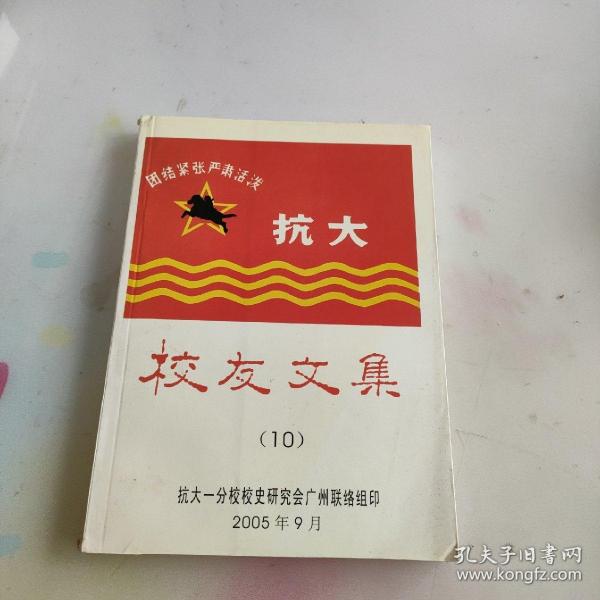 团结紧张严肃活泼
抗大
校友文集
(10)
抗大一分校校史研究会广州联络组印
2005年9月
孔夫子旧书网
www.kongfz.com